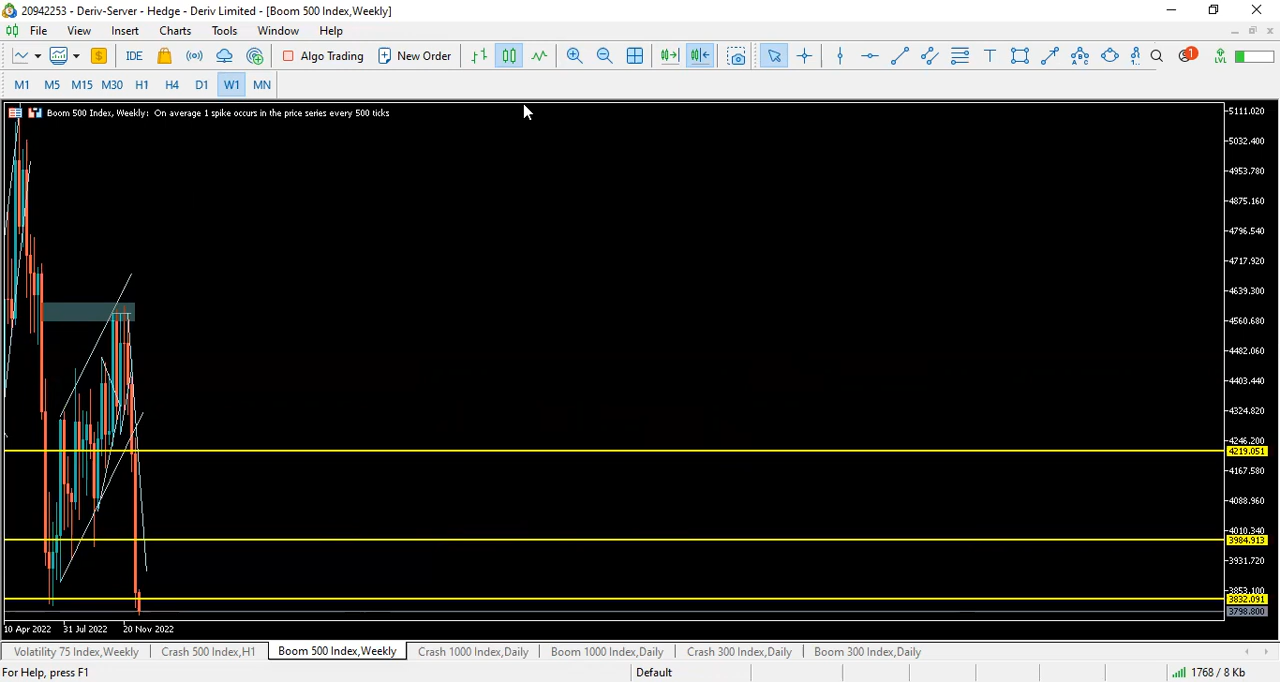 20942253 - Deriv-Server - Hedge - Deriv Limited - [Boom 500 Index,Weekly]
File View Insert Charts Tools Window Help
$ IDE Algo Trading New Order T 1 LVL
M1 M5 M15 M30 H1 H4 D1 W1 MN
Boom 500 Index, Weekly: On average 1 spike occurs in the price series every 500 ticks
5111.020
5032.400
4953.780
4875.160
4796.540
4717.920
4639.300
4560.680
4482.060
4403.440
4324.820
4246.200
4219.051
4167.580
4088.960
4010.340
3984.913
3931.720
3853.100
3832.091
3798.800
10 Apr 2022 31 Jul 2022 20 Nov 2022
Volatility 75 Index,Weekly Crash 500 Index,H1 Boom 500 Index,Weekly Crash 1000 Index,Daily Boom 1000 Index,Daily Crash 300 Index,Daily Boom 300 Index,Daily
For Help, press F1 Default 1768 / 8 Kb